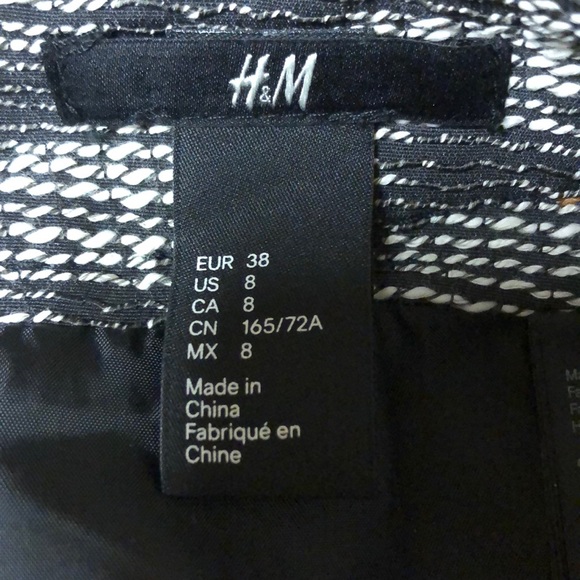 H&M
EUR 38
US 8
CA 8
CN 165/72A
MX 8
Made in
China
Fabriqué en
Chine